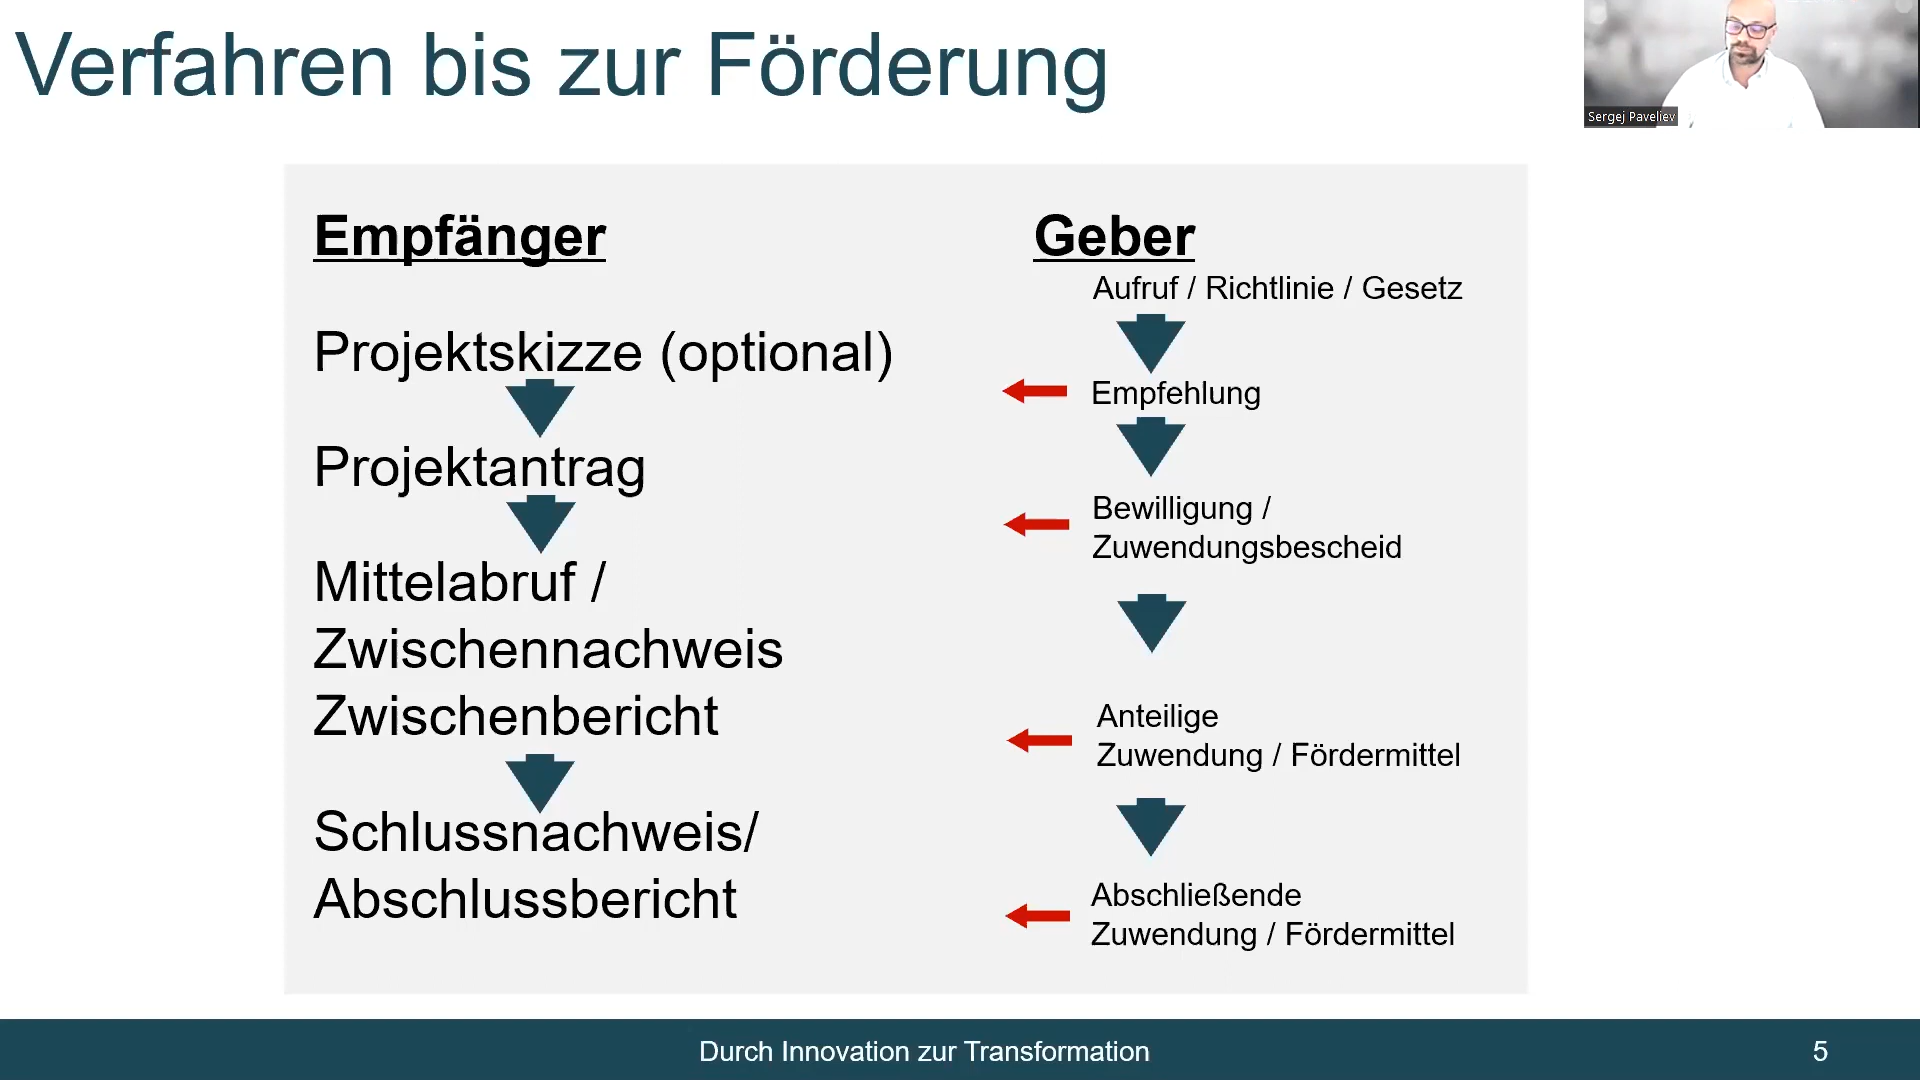 Verfahren bis zur Förderung
Sergej Paveliev
Empfänger
Projektskizze (optional)
Projektantrag
Mittelabruf /
Zwischennachweis
Zwischenbericht
Schlussnachweis/
Abschlussbericht
Geber
Aufruf / Richtlinie / Gesetz
Empfehlung
Bewilligung /
Zuwendungsbescheid
Anteilige
Zuwendung / Fördermittel
Abschließende
Zuwendung / Fördermittel
Durch Innovation zur Transformation
5